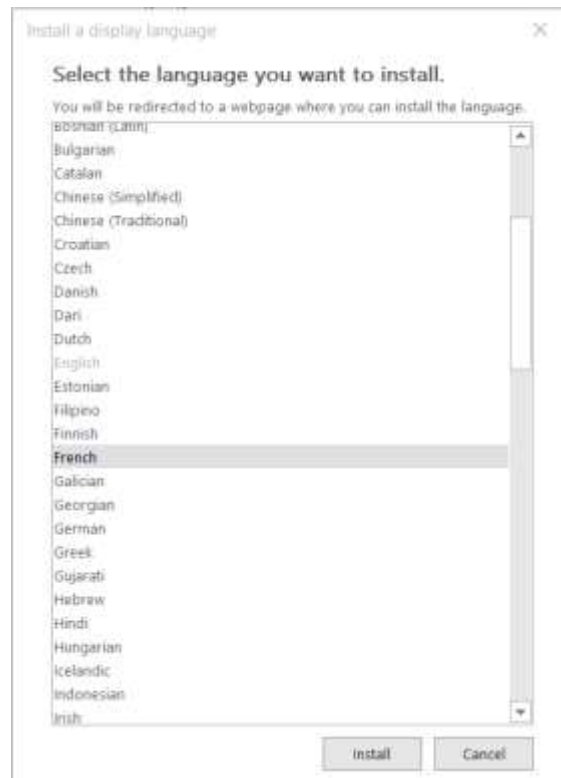 Install a display language
Select the language you want to install.
You will be redirected to a webpage where you can install the language.
Bosnian (Latin)
Bulgarian
Catalan
Chinese (Simplified)
Chinese (Traditional)
Croatian
Czech
Danish
Dari
Dutch
English
Estonian
Filipino
Finnish
French
Galician
Georgian
German
Greek
Gujarati
Hebrew
Hindi
Hungarian
Icelandic
Indonesian
Irish
Install
Cancel